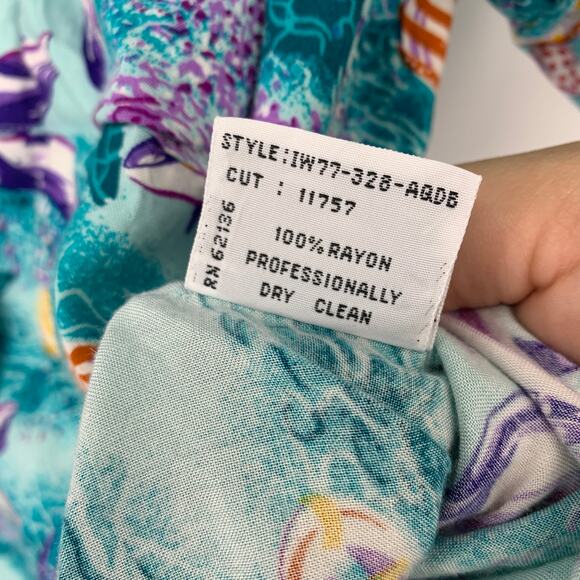 STYLE:IW77-328-AQDB
CUT : 11757
100% RAYON
PROFESSIONALLY
DRY CLEAN
RN 62136